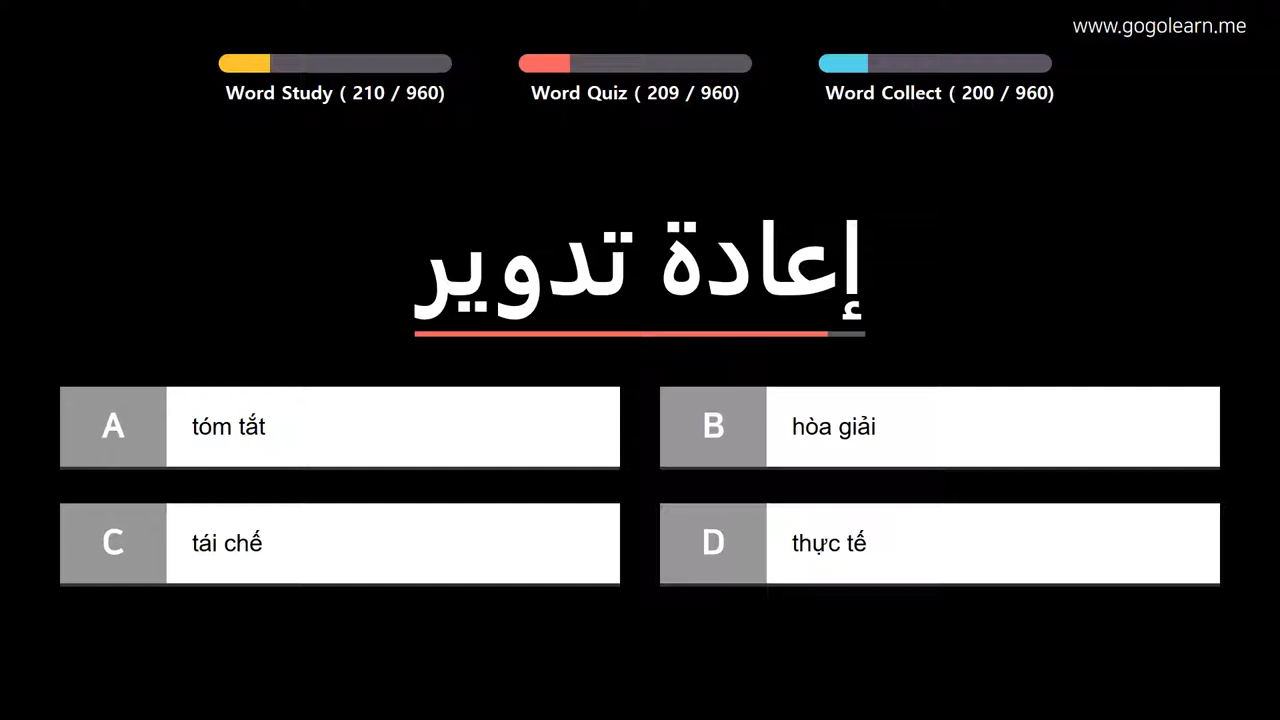 www.gogolearn.me
Word Study ( 210 / 960)
Word Quiz ( 209 / 960)
Word Collect ( 200 / 960)
إعادة تدوير
A tóm tắt
B hòa giải
C tái chế
D thực tế